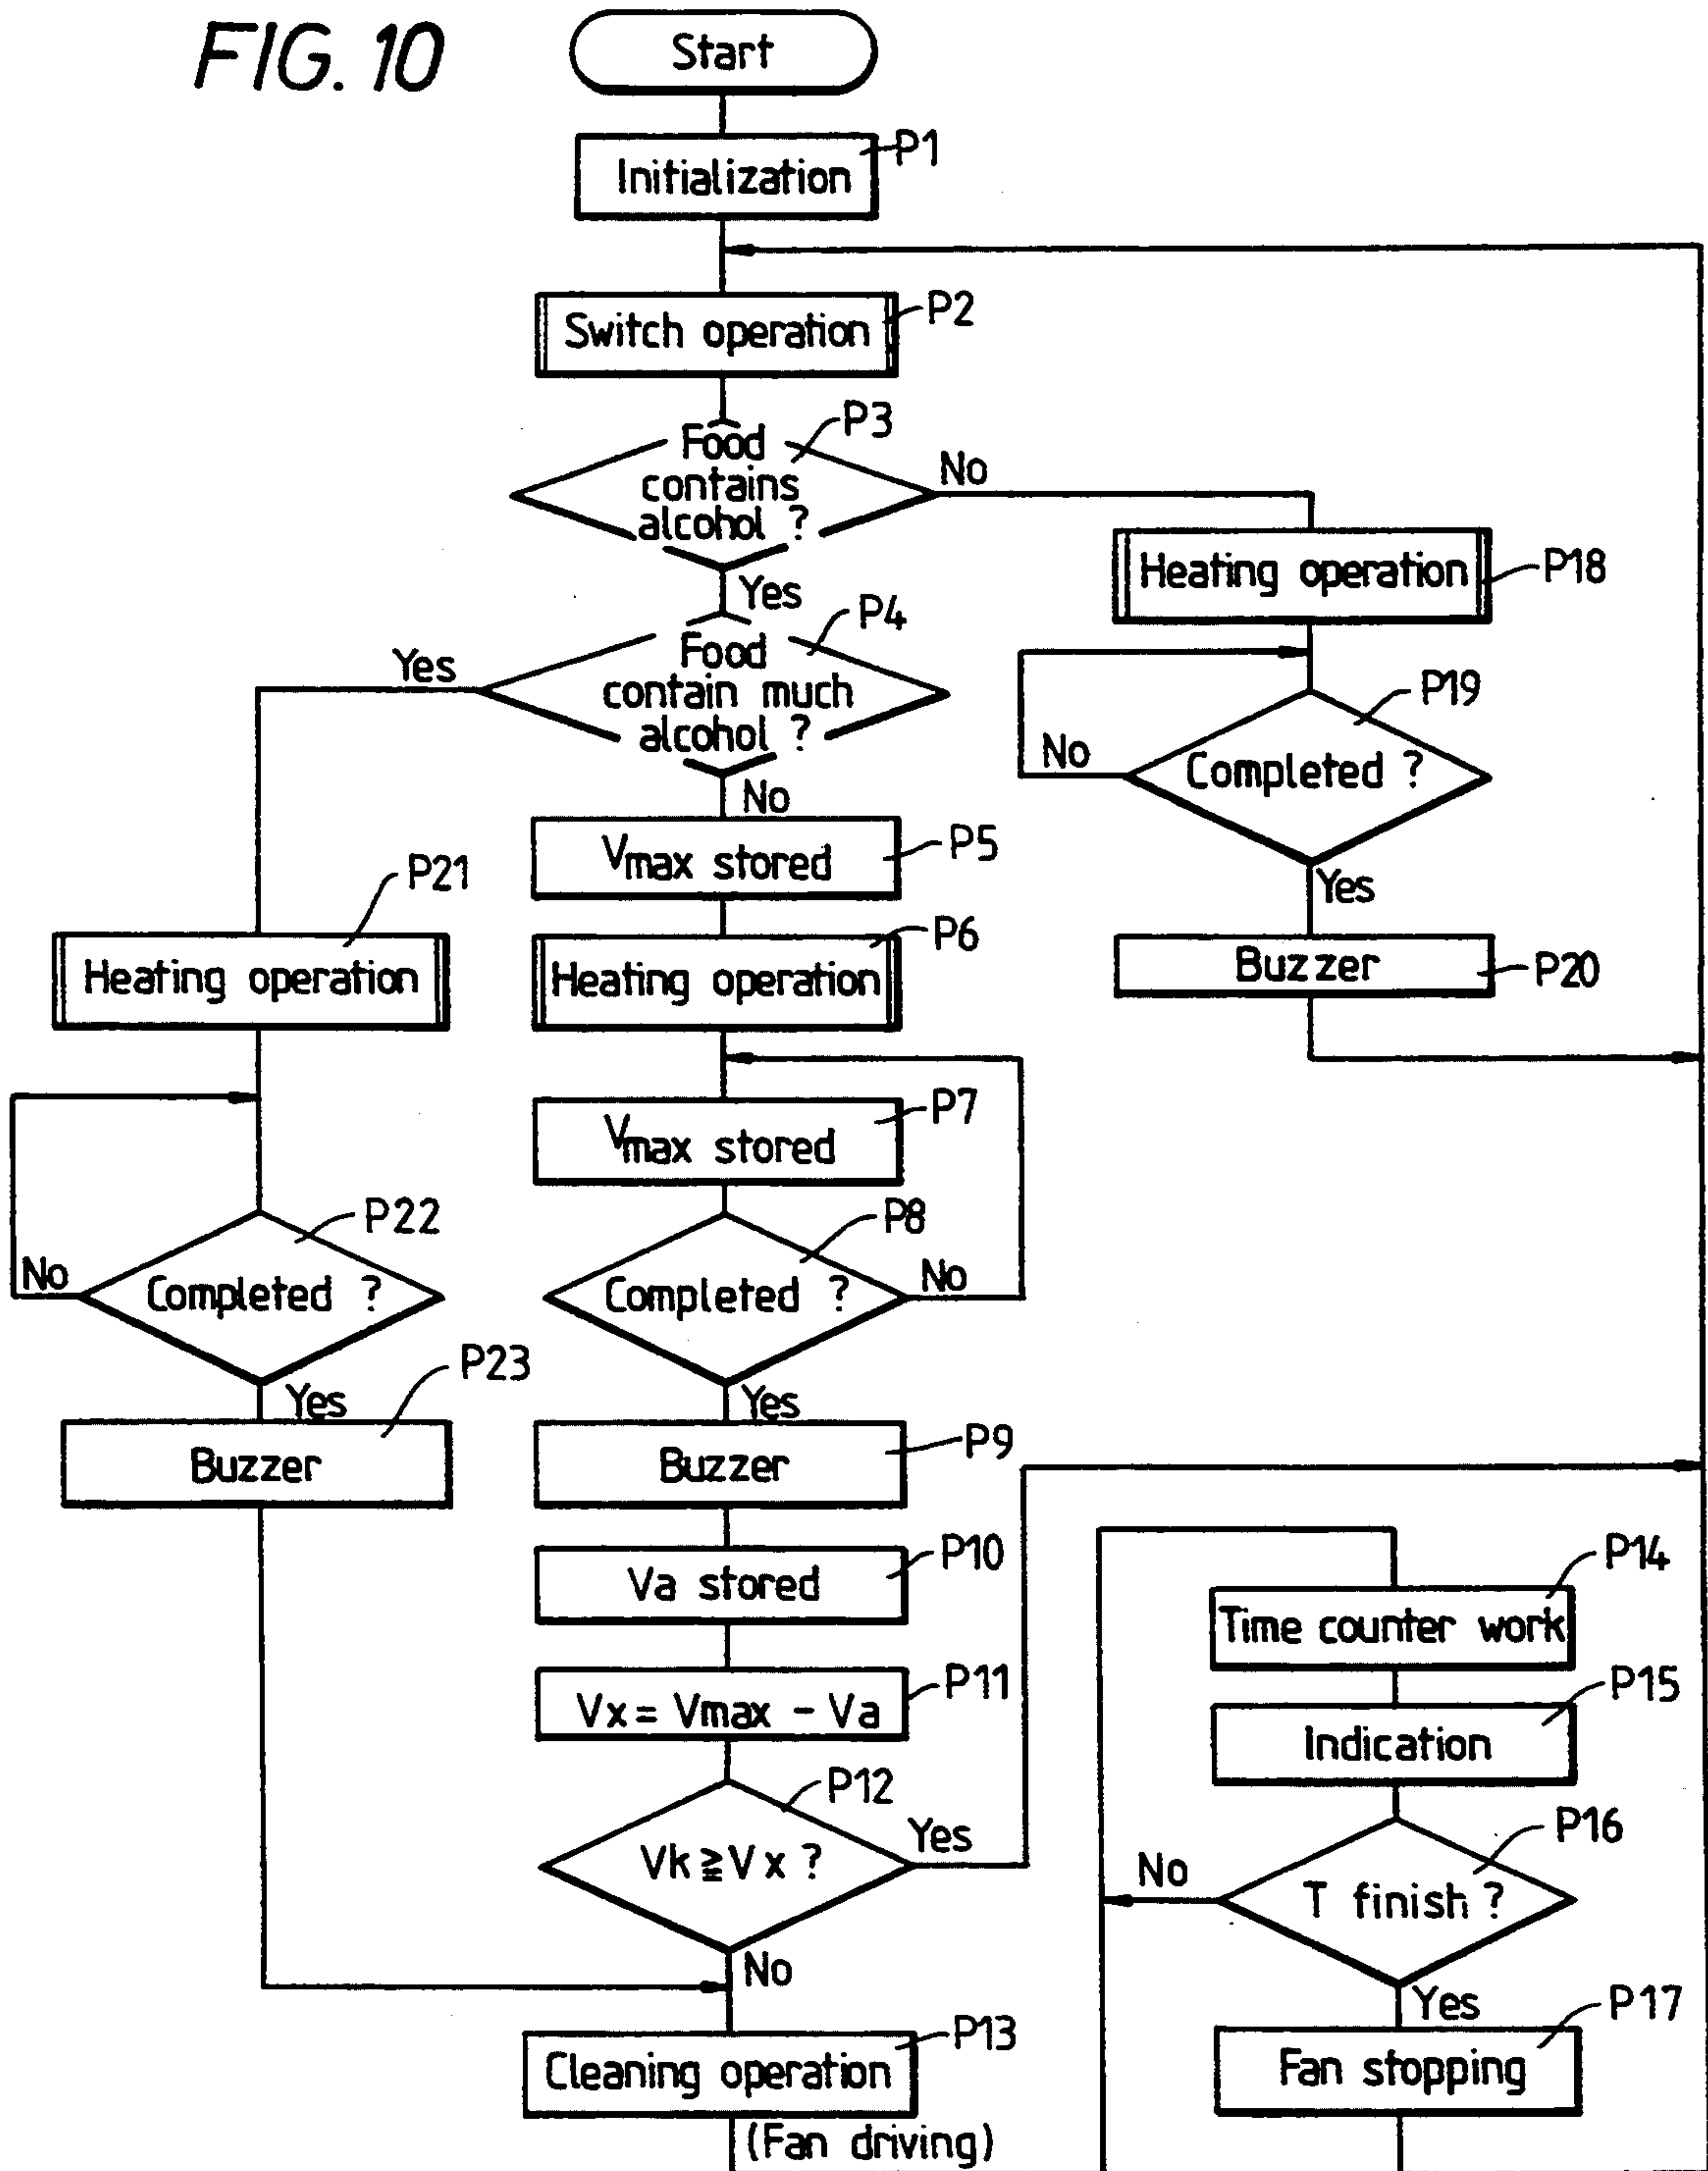 FIG. 10
Start
Initialization
P1
Switch operation
P2
Food
contains
alcohol ?
P3
No
Yes
Food
contain much
alcohol ?
P4
Yes
No
Heating operation
P18
Completed ?
P19
No
Yes
Buzzer
P20
Vmax stored
P5
Heating operation
P6
Vmax stored
P7
Completed ?
P8
No
Yes
Buzzer
P9
Va stored
P10
Vx = Vmax - Va
P11
Vk ≧ Vx ?
P12
Yes
No
Cleaning operation
P13
(Fan driving)
P21
Heating operation
P22
Completed ?
No
Yes
P23
Buzzer
P14
Time counter work
P15
Indication
P16
T finish ?
No
Yes
P17
Fan stopping